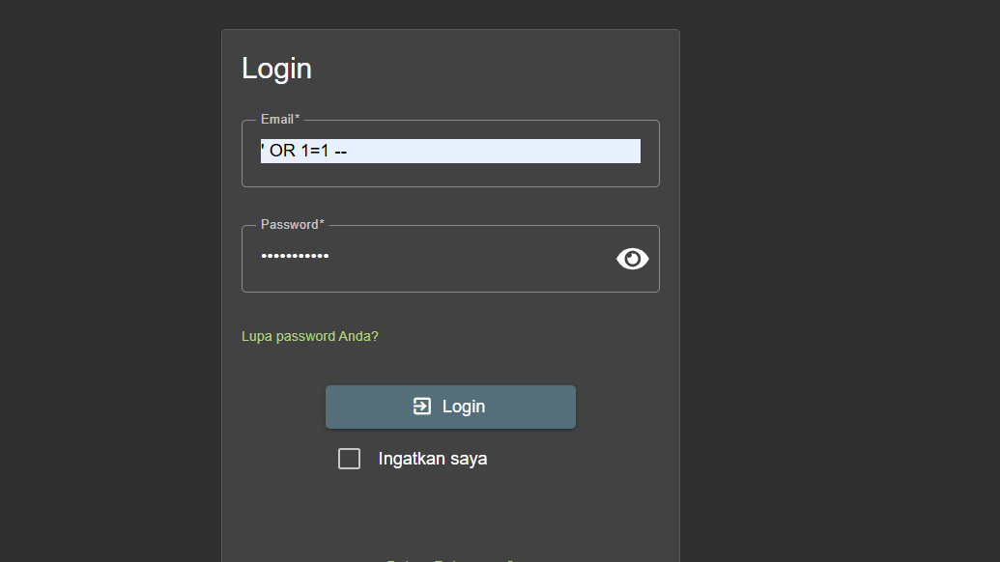 Login
Email*
' OR 1=1 --
Password*
•••••••••••
Lupa password Anda?
Login
Ingatkan saya